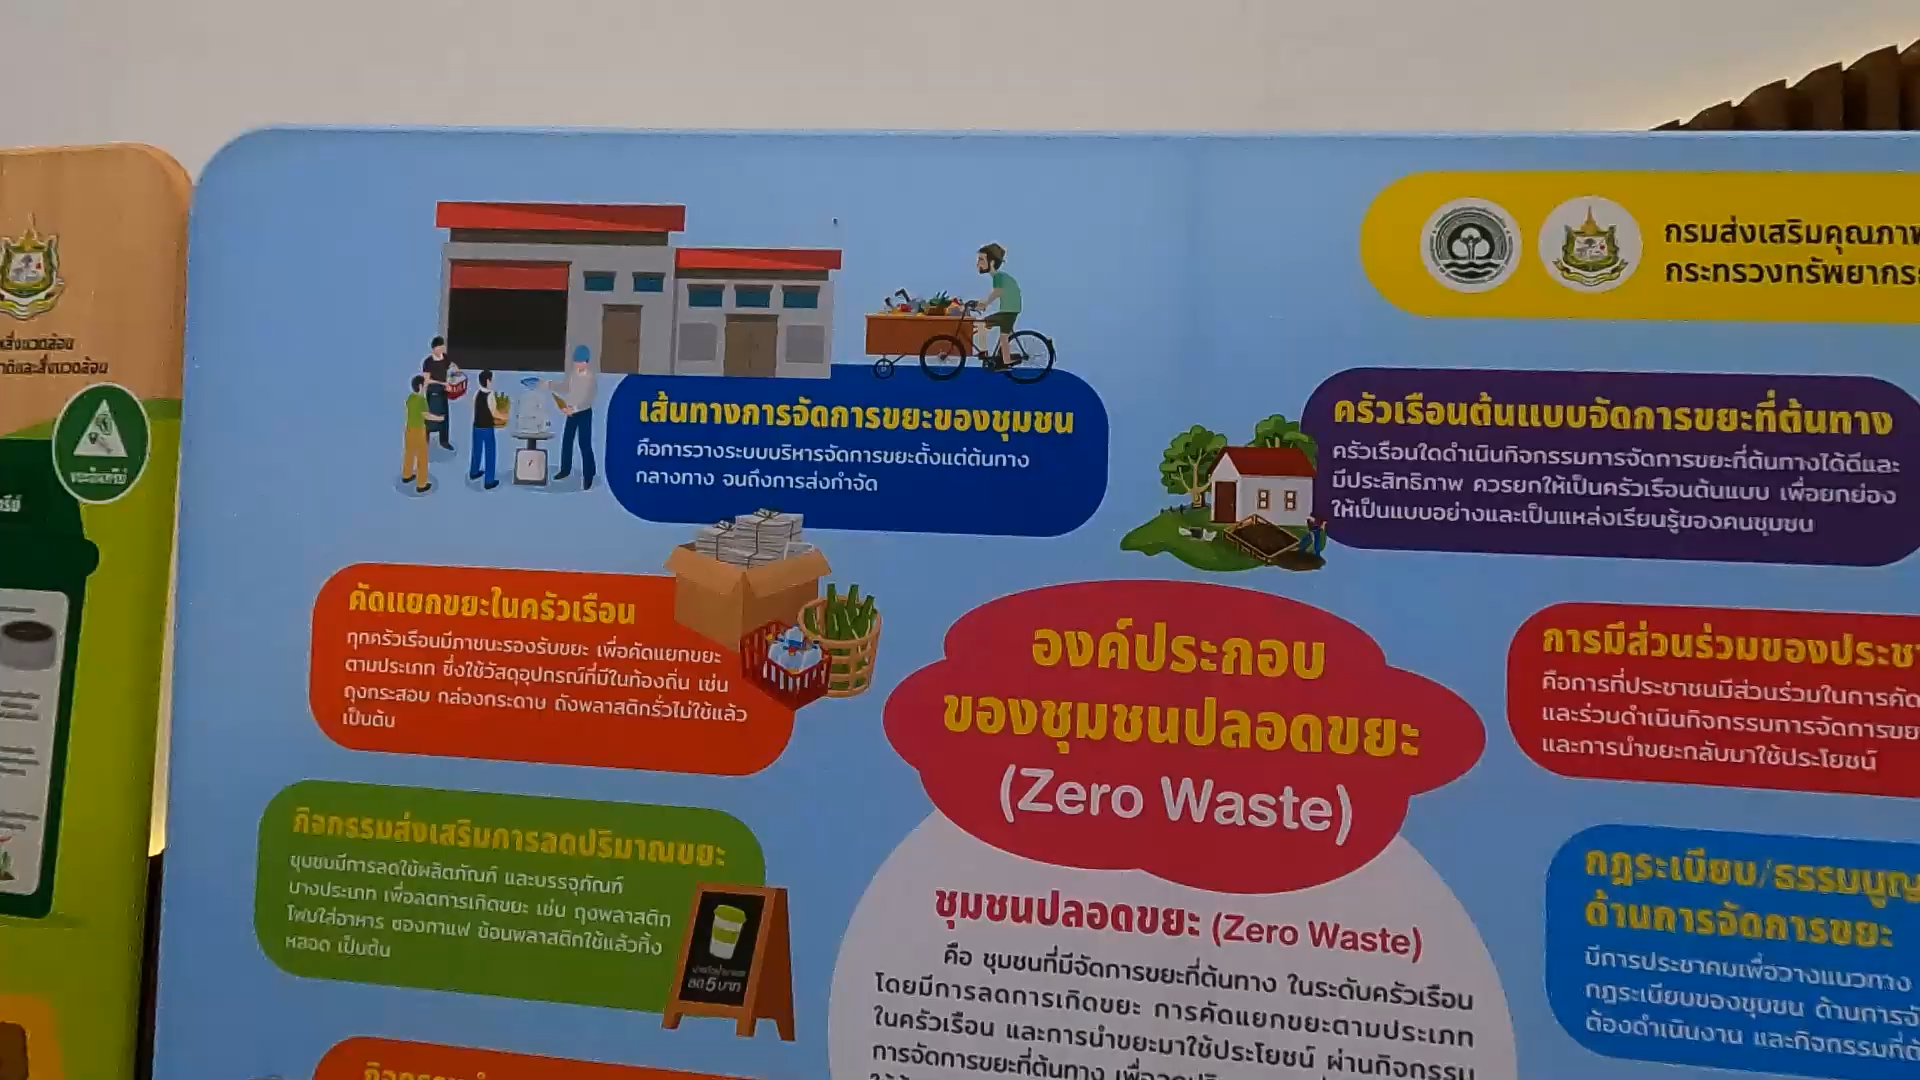 กรมส่งเสริมคุณภาพ
กระทรวงทรัพยากร
สิ่งแวดล้อม
เส้นทางการจัดการขยะของชุมชน
คือการวางระบบบริหารจัดการขยะตั้งแต่ต้นทาง
กลางทาง จนถึงการส่งกำจัด
ครัวเรือนต้นแบบจัดการขยะที่ต้นทาง
ครัวเรือนใดดำเนินกิจกรรมการจัดการขยะที่ต้นทางได้ดีและ
มีประสิทธิภาพ ควรยกให้เป็นครัวเรือนต้นแบบ เพื่อยกย่อง
ให้เป็นแบบอย่างและเป็นแหล่งเรียนรู้ของคนชุมชน
คัดแยกขยะในครัวเรือน
ทุกครัวเรือนมีภาชนะรองรับขยะ เพื่อคัดแยกขยะ
ตามประเภท ซึ่งใช้วัสดุอุปกรณ์ที่มีในท้องถิ่น เช่น
ถุงกระสอบ กล่องกระดาษ ถังพลาสติกรั่วไม่ใช้แล้ว
เป็นต้น
องค์ประกอบ
ของชุมชนปลอดขยะ
(Zero Waste)
การมีส่วนร่วมของประชา
คือการที่ประชาชนมีส่วนร่วมในการคัด
และร่วมดำเนินกิจกรรมการจัดการขยะ
และการนำขยะกลับมาใช้ประโยชน์
กิจกรรมส่งเสริมการลดปริมาณขยะ
ชุมชนมีการลดใช้ผลิตภัณฑ์ และบรรจุภัณฑ์
บางประเภท เพื่อลดการเกิดขยะ เช่น ถุงพลาสติก
โฟมใส่อาหาร ซองกาแฟ ช้อนพลาสติกใช้แล้วทิ้ง
หลอด เป็นต้น
ลด 5 บาท
กฎระเบียบ/ธรรมนูญ
ด้านการจัดการขยะ
มีการประชาคมเพื่อวางแนวทาง
กฎระเบียบของชุมชน ด้านการจั
ต้องดำเนินงาน และกิจกรรมที่ต้
ชุมชนปลอดขยะ (Zero Waste)
คือ ชุมชนที่มีจัดการขยะที่ต้นทาง ในระดับครัวเรือน
โดยมีการลดการเกิดขยะ การคัดแยกขยะตามประเภท
ในครัวเรือน และการนำขยะมาใช้ประโยชน์ ผ่านกิจกรรม
การจัดการขยะที่ต้นทาง